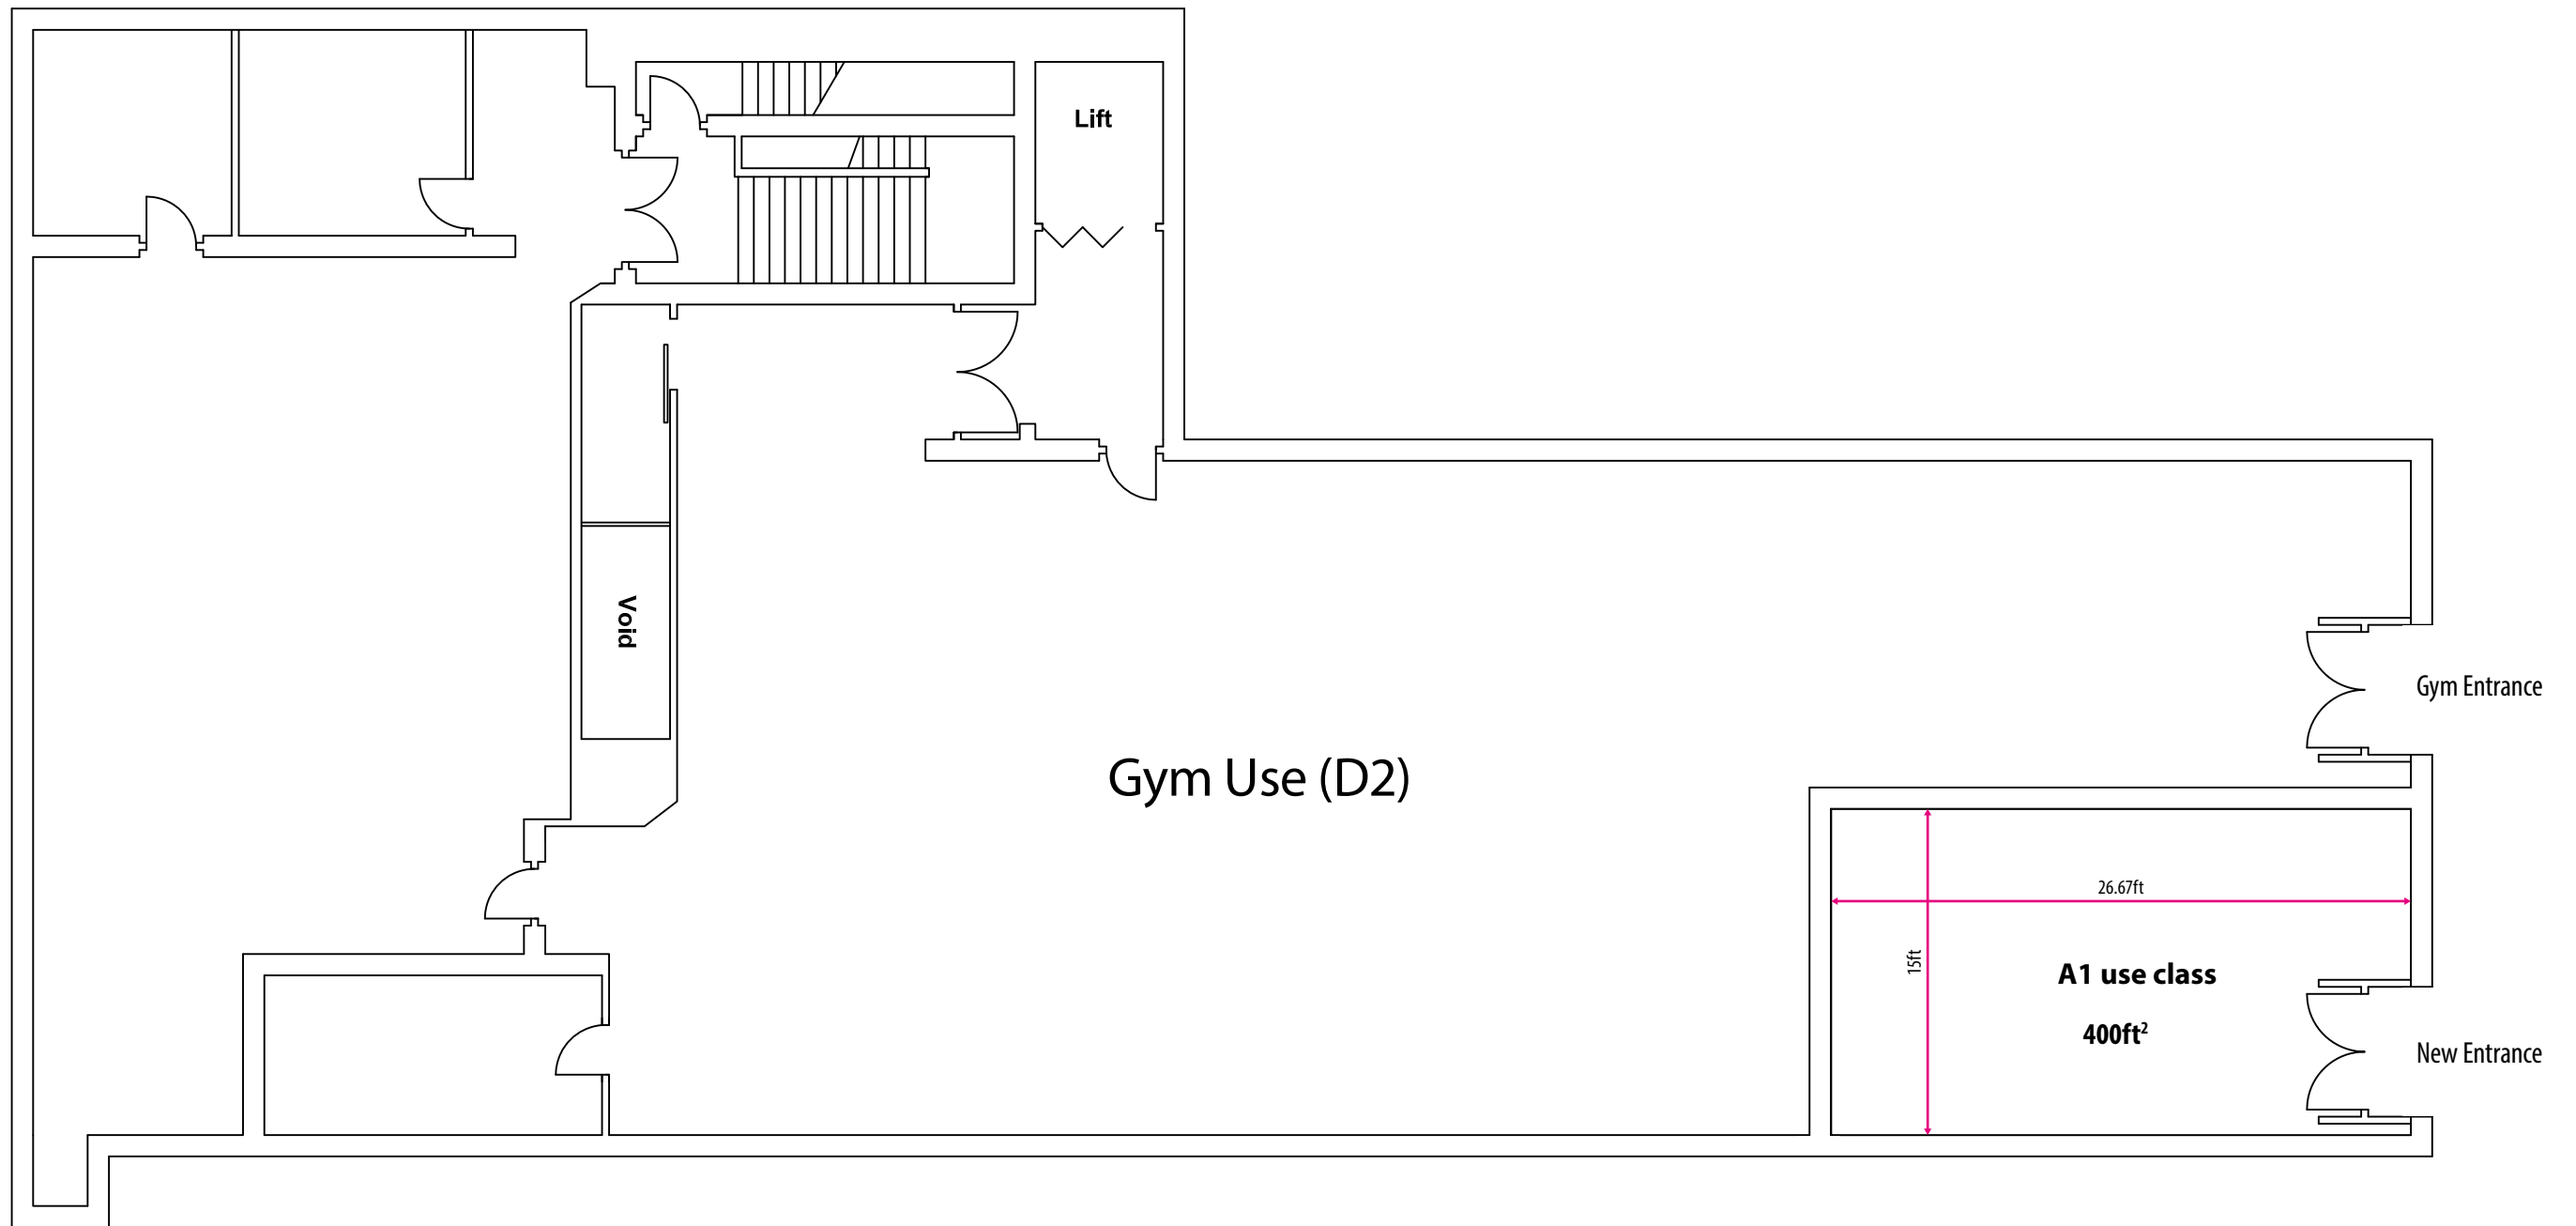 Lift
Void
Gym Entrance
Gym Use (D2)
26.67ft
15ft
A1 use class
400ft²
New Entrance